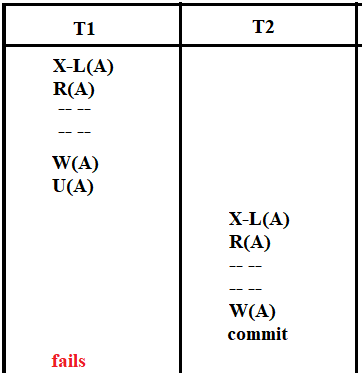 T1 T2
X-L(A)
R(A)
-- --
-- --
W(A)
U(A)
X-L(A)
R(A)
-- --
-- --
W(A)
commit
fails